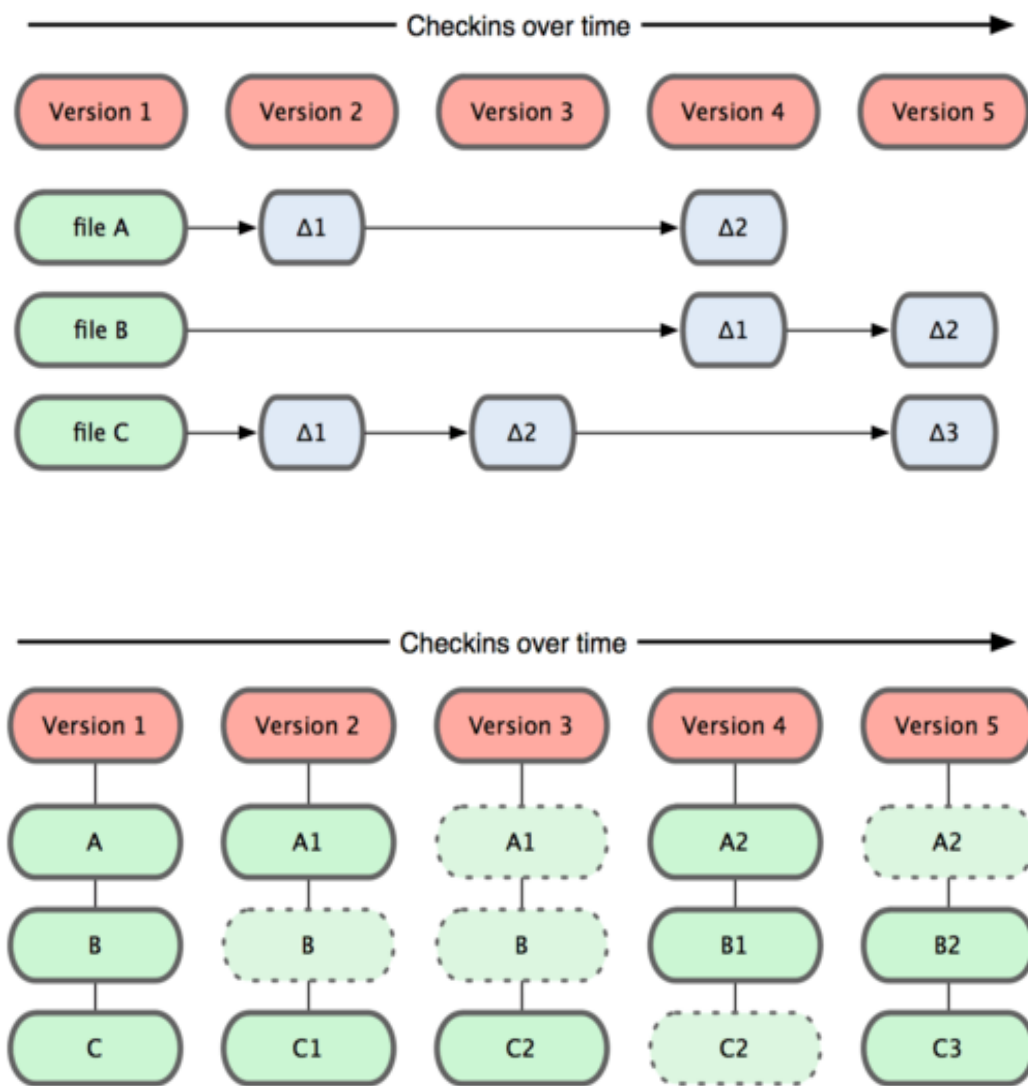 Checkins over time
Version 1 Version 2 Version 3 Version 4 Version 5
file A Δ1 Δ2
file B Δ1 Δ2
file C Δ1 Δ2 Δ3
Checkins over time
Version 1 Version 2 Version 3 Version 4 Version 5
A A1 A1 A2 A2
B B B B1 B2
C C1 C2 C2 C3